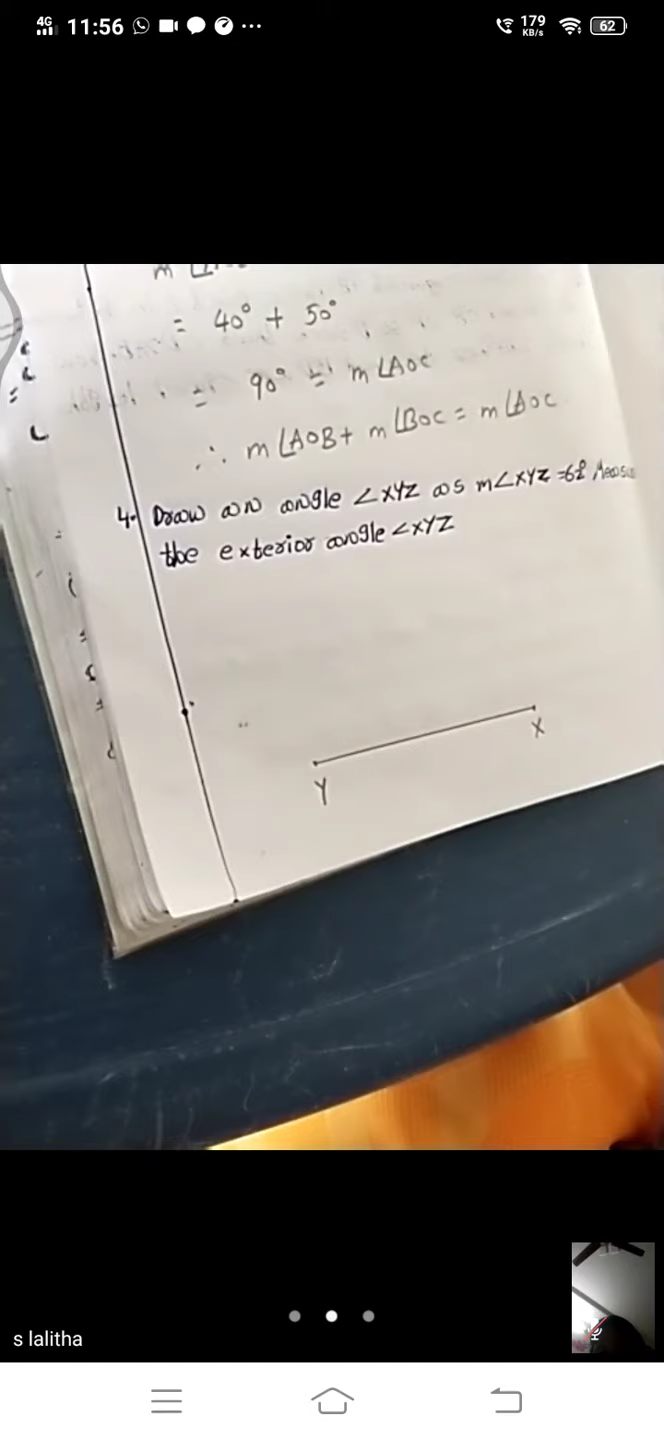 4G 11:56 179 KB/s 62
= 40° + 50°
= 90° = m∠AOC
∴ m∠AOB + m∠BOC = m∠AOC
4. Draw an angle ∠XYZ as m∠XYZ =62°
the exterior angle ∠XYZ
X
Y
s lalitha